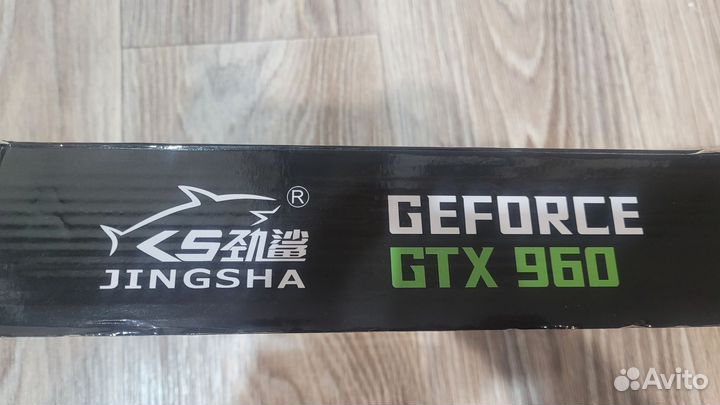 KS劲鲨®
JINGSHA
GEFORCE
GTX 960
Avito